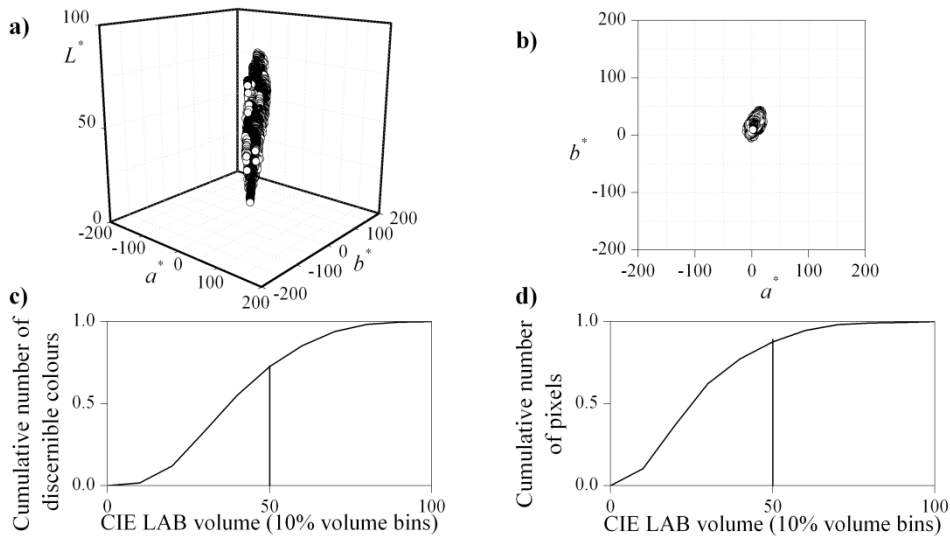 a)
100
L*
50
0
-200
-100
a*
0
100
200
-200
-100
0
b*
100
200
b)
200
100
b*
0
-100
-200
-200
-100
0
100
200
a*
c)
Cumulative number of
discernible colours
1.0
0.5
0.0
0
50
100
CIE LAB volume (10% volume bins)
d)
Cumulative number
of pixels
1.0
0.5
0.0
0
50
100
CIE LAB volume (10% volume bins)